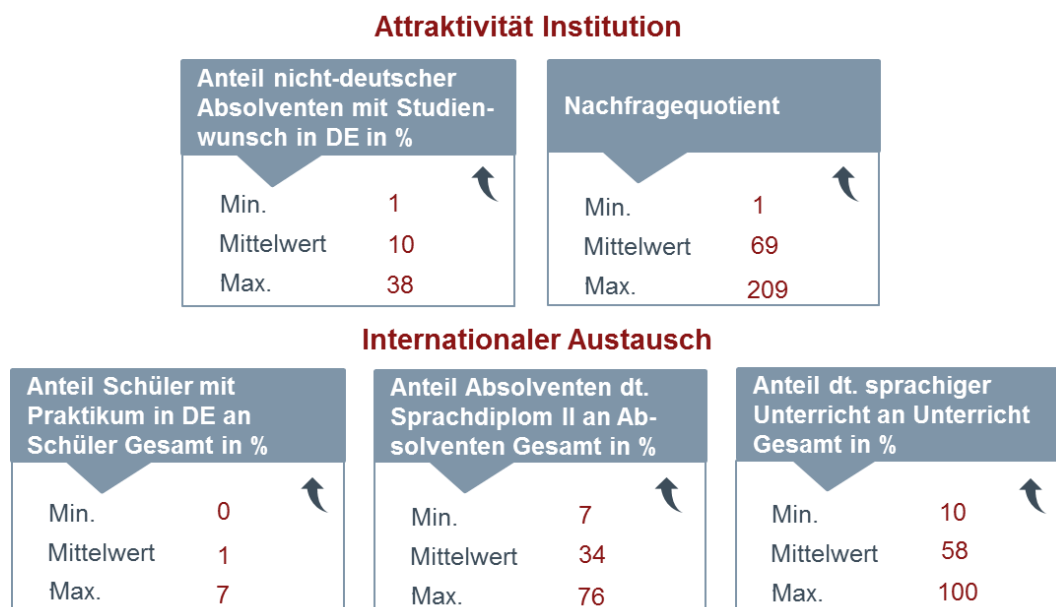 Attraktivität Institution
Anteil nicht-deutscher
Absolventen mit Studien-
wunsch in DE in %
Min. 1
Mittelwert 10
Max. 38
Nachfragequotient
Min. 1
Mittelwert 69
Max. 209
Internationaler Austausch
Anteil Schüler mit
Praktikum in DE an
Schüler Gesamt in %
Min. 0
Mittelwert 1
Max. 7
Anteil Absolventen dt.
Sprachdiplom II an Ab-
solventen Gesamt in %
Min. 7
Mittelwert 34
Max. 76
Anteil dt. sprachiger
Unterricht an Unterricht
Gesamt in %
Min. 10
Mittelwert 58
Max. 100